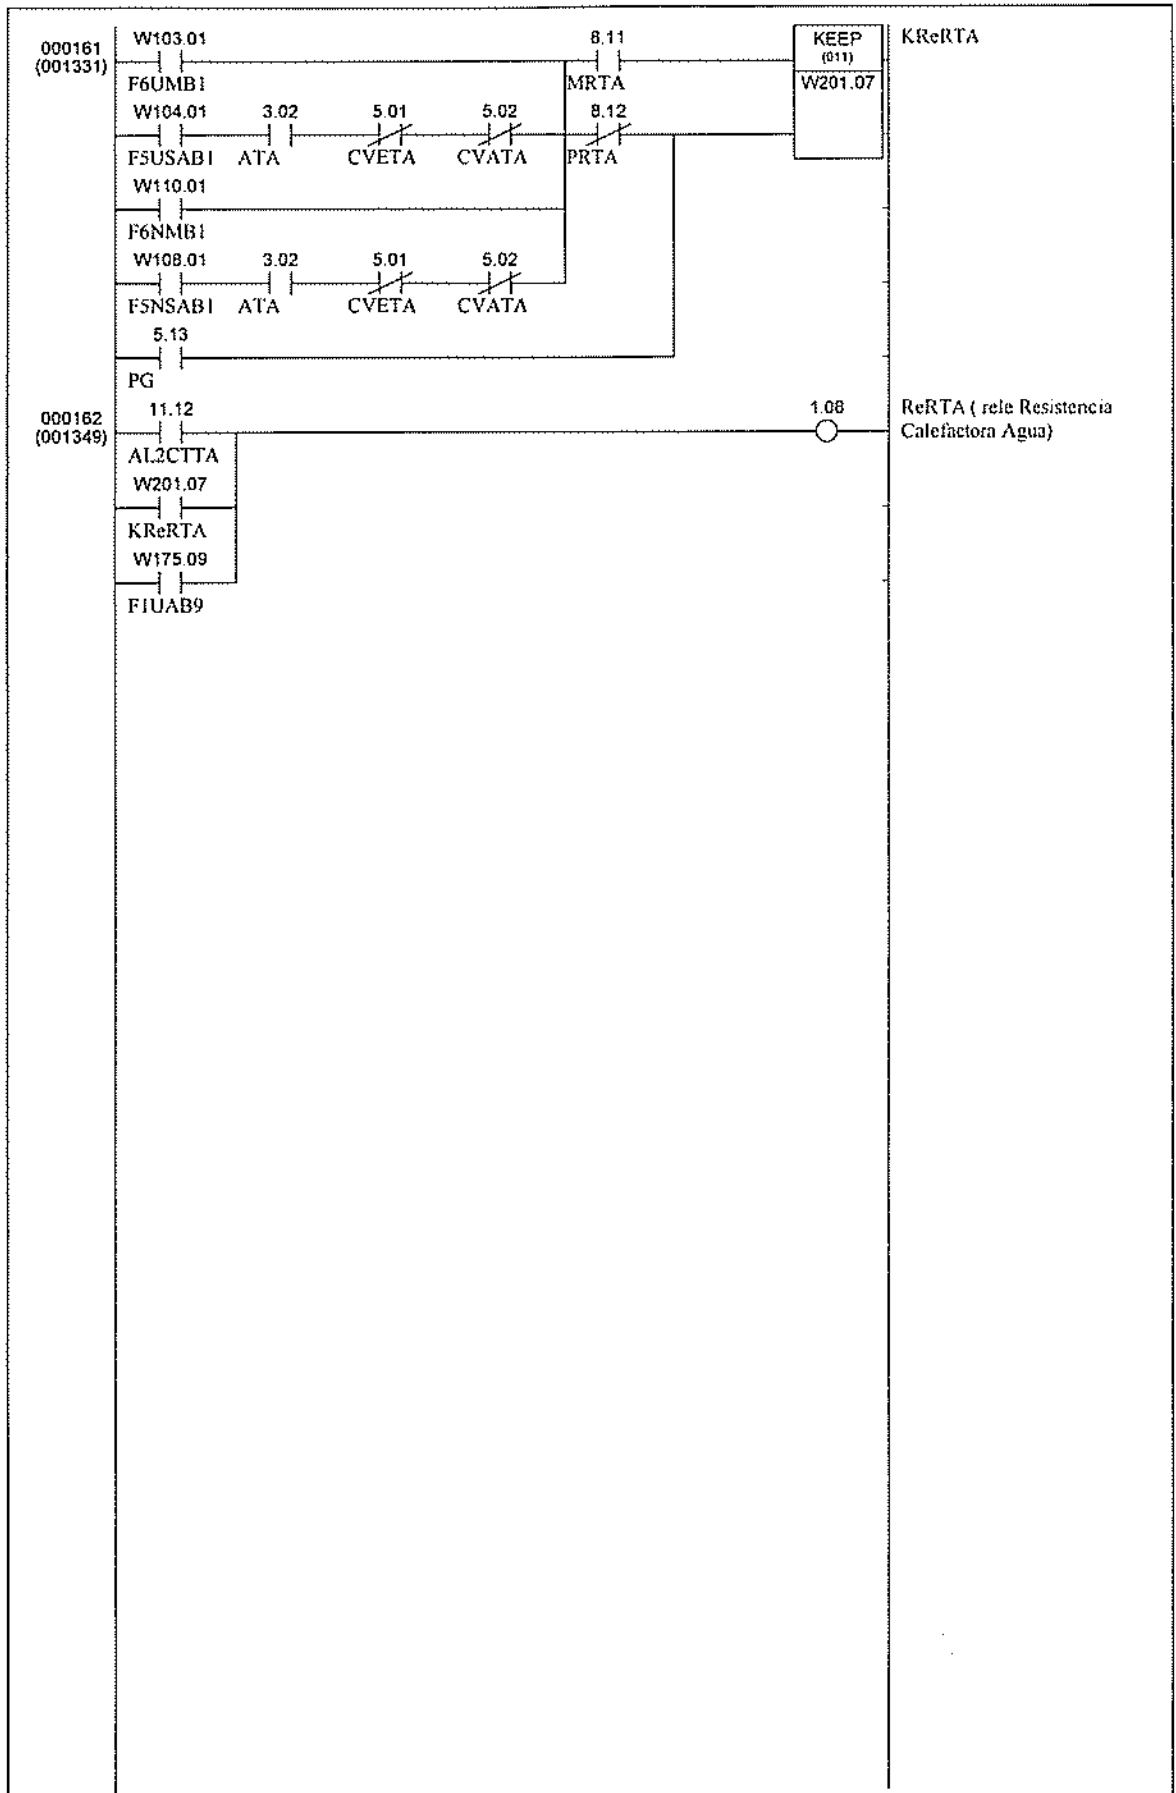 000161
(001331)
W103.01
F6UMB1
8.11
MRTA
KEEP
(011)
W201.07
KReRTA
W104.01 3.02 5.01 5.02 8.12
F5USAB1 ATA CVETA CVATA PRTA
W110.01
F6NMB1
W108.01 3.02 5.01 5.02
F5NSAB1 ATA CVETA CVATA
5.13
PG
000162
(001349)
11.12
AL2CTTA
1.08
ReRTA ( rele Resistencia
Calefactora Agua)
W201.07
KReRTA
W175.09
F1UAB9